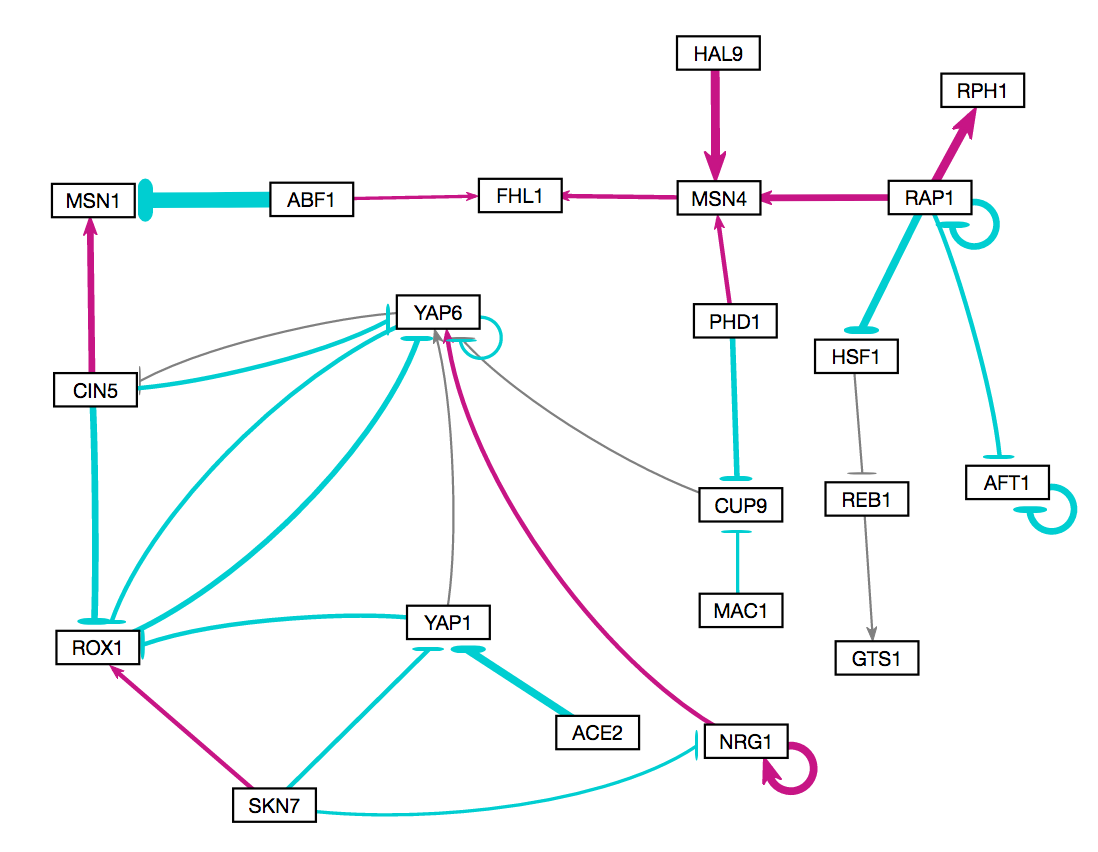 HAL9
RPH1
MSN1
ABF1
FHL1
MSN4
RAP1
YAP6
PHD1
HSF1
CIN5
AFT1
CUP9
REB1
MAC1
YAP1
ROX1
GTS1
ACE2
NRG1
SKN7